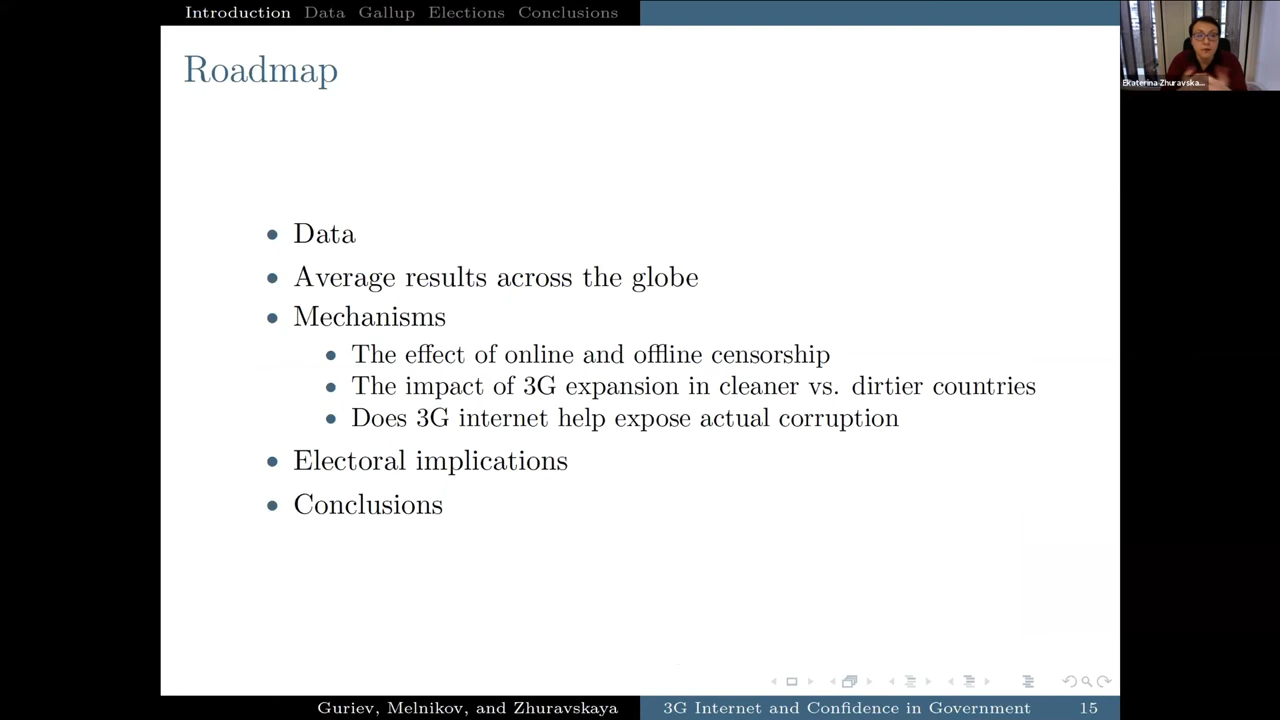 Introduction Data Gallup Elections Conclusions
Roadmap
Ekaterina Zhuravska...
• Data
• Average results across the globe
• Mechanisms
• The effect of online and offline censorship
• The impact of 3G expansion in cleaner vs. dirtier countries
• Does 3G internet help expose actual corruption
• Electoral implications
• Conclusions
Guriev, Melnikov, and Zhuravskaya
3G Internet and Confidence in Government 15